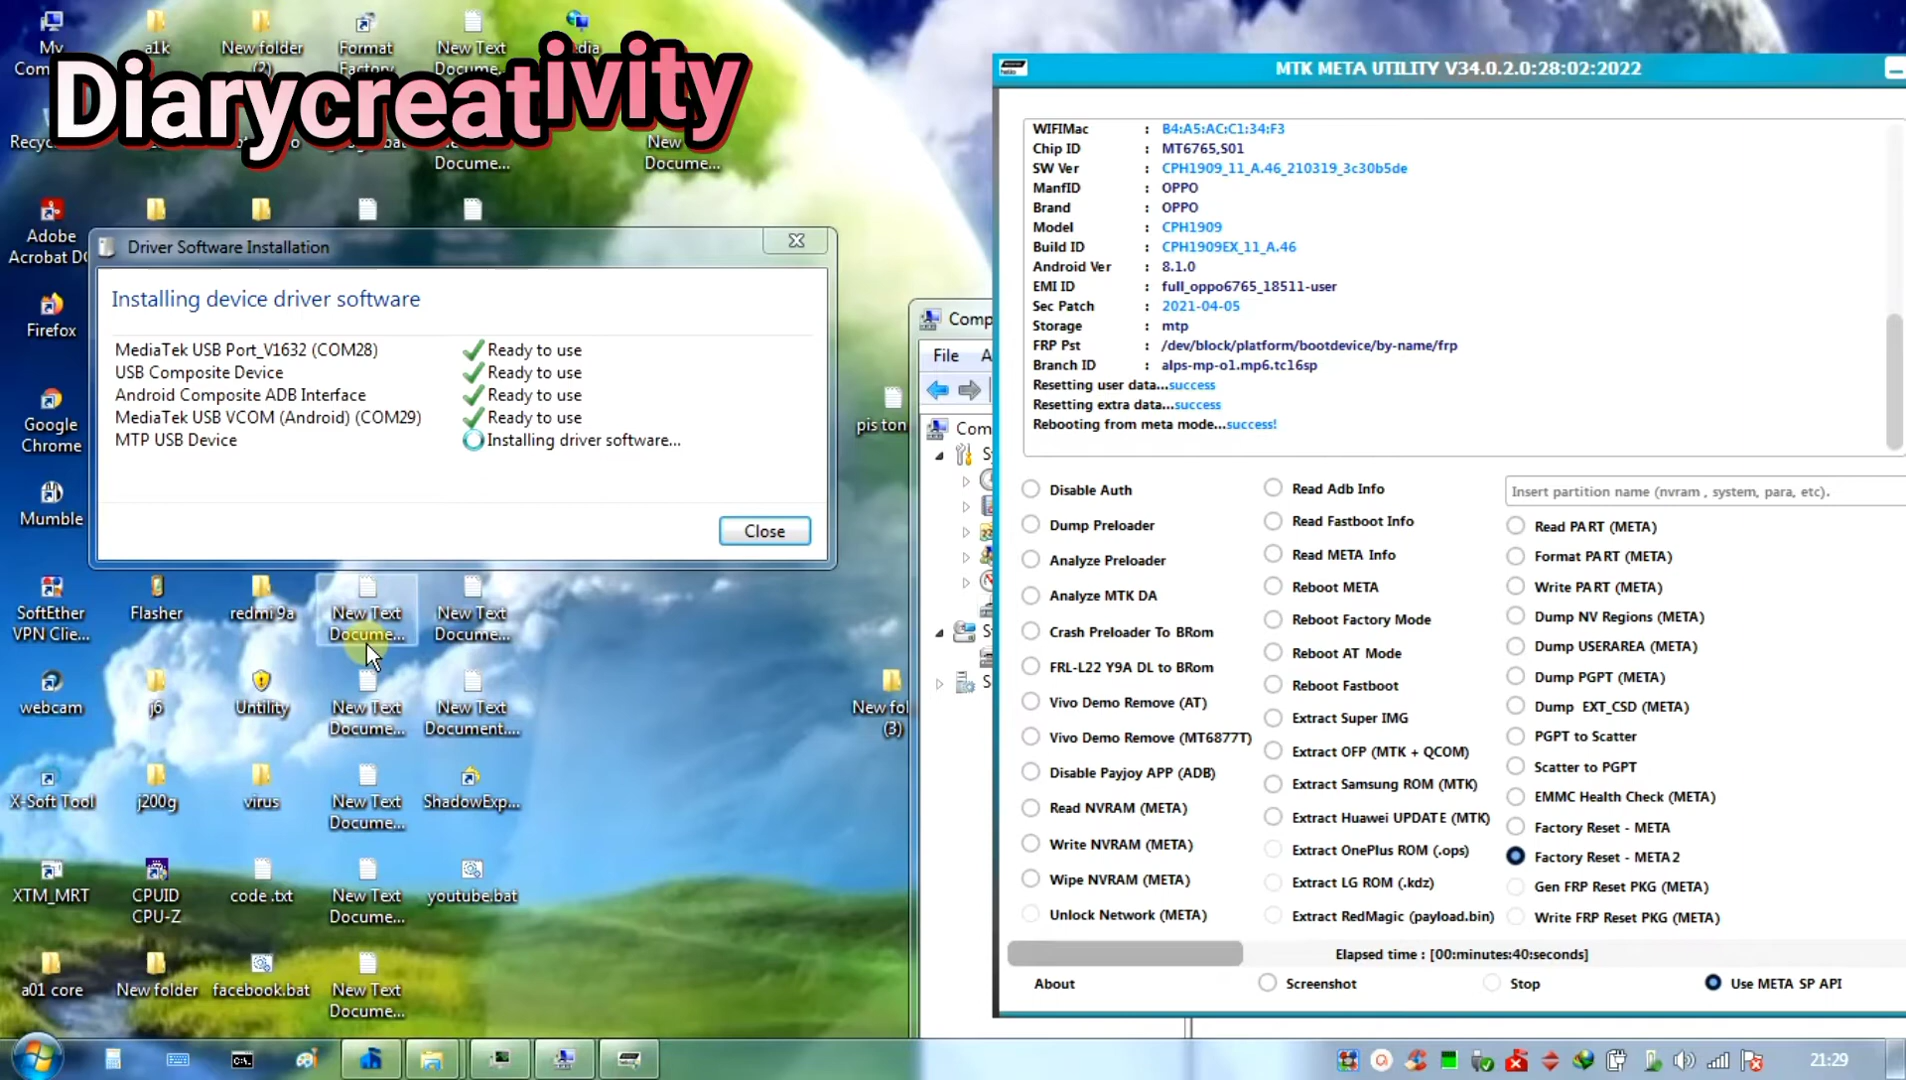 My
Com
a1k
New folder
(2)
Format
Factory
New Text
Docume...
Diarycreativity
Recyc
Docume...
New
Docume...
Adobe
Acrobat DC
Firefox
Google
Chrome
Mumble
Driver Software Installation
Installing device driver software
MediaTek USB Port_V1632 (COM28) Ready to use
USB Composite Device Ready to use
Android Composite ADB Interface Ready to use
MediaTek USB VCOM (Android) (COM29) Ready to use
MTP USB Device Installing driver software...
Close
SoftEther
VPN Clie...
Flasher
redmi 9a
New Text
Docume...
New Text
Docume...
webcam
j6
Untility
New Text
Docume...
New Text
Document....
X-Soft Tool
j200g
virus
New Text
Docume...
ShadowExp...
XTM_MRT
CPUID
CPU-Z
code .txt
New Text
Docume...
youtube.bat
a01 core
New folder
facebook.bat
New Text
Docume...
pis ton
New fol
(3)
Comp
File A
Com
MTK META UTILITY V34.0.2.0:28:02:2022
WIFIMac : B4:A5:AC:C1:34:F3
Chip ID : MT6765,S01
SW Ver : CPH1909_11_A.46_210319_3c30b5de
ManfID : OPPO
Brand : OPPO
Model : CPH1909
Build ID : CPH1909EX_11_A.46
Android Ver : 8.1.0
EMI ID : full_oppo6765_18511-user
Sec Patch : 2021-04-05
Storage : mtp
FRP Pst : /dev/block/platform/bootdevice/by-name/frp
Branch ID : alps-mp-o1.mp6.tc16sp
Resetting user data...success
Resetting extra data...success
Rebooting from meta mode...success!
Disable Auth
Dump Preloader
Analyze Preloader
Analyze MTK DA
Crash Preloader To BRom
FRL-L22 Y9A DL to BRom
Vivo Demo Remove (AT)
Vivo Demo Remove (MT6877T)
Disable Payjoy APP (ADB)
Read NVRAM (META)
Write NVRAM (META)
Wipe NVRAM (META)
Unlock Network (META)
Read Adb Info
Read Fastboot Info
Read META Info
Reboot META
Reboot Factory Mode
Reboot AT Mode
Reboot Fastboot
Extract Super IMG
Extract OFP (MTK + QCOM)
Extract Samsung ROM (MTK)
Extract Huawei UPDATE (MTK)
Extract OnePlus ROM (.ops)
Extract LG ROM (.kdz)
Extract RedMagic (payload.bin)
Insert partition name (nvram , system, para, etc).
Read PART (META)
Format PART (META)
Write PART (META)
Dump NV Regions (META)
Dump USERAREA (META)
Dump PGPT (META)
Dump EXT_CSD (META)
PGPT to Scatter
Scatter to PGPT
EMMC Health Check (META)
Factory Reset - META
Factory Reset - META2
Gen FRP Reset PKG (META)
Write FRP Reset PKG (META)
Elapsed time : [00:minutes:40:seconds]
About
Screenshot
Stop
Use META SP API
21:29